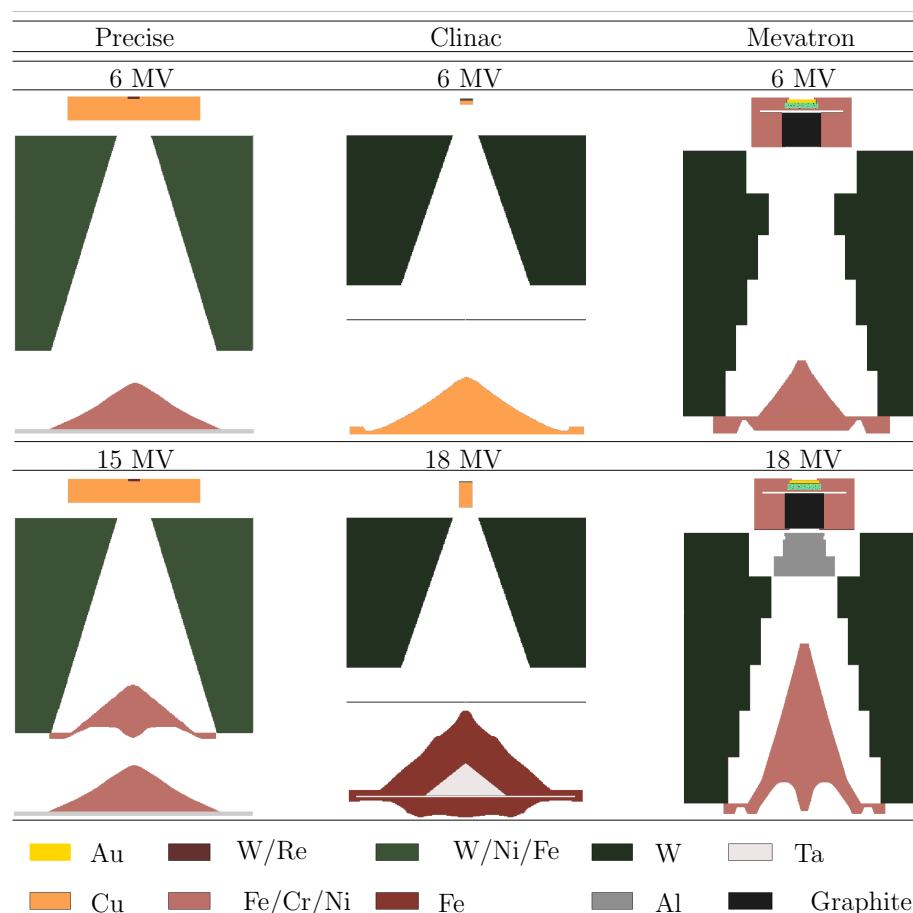 Precise Clinac Mevatron
6 MV 6 MV 6 MV
15 MV 18 MV 18 MV
Au W/Re W/Ni/Fe W Ta
Cu Fe/Cr/Ni Fe Al Graphite